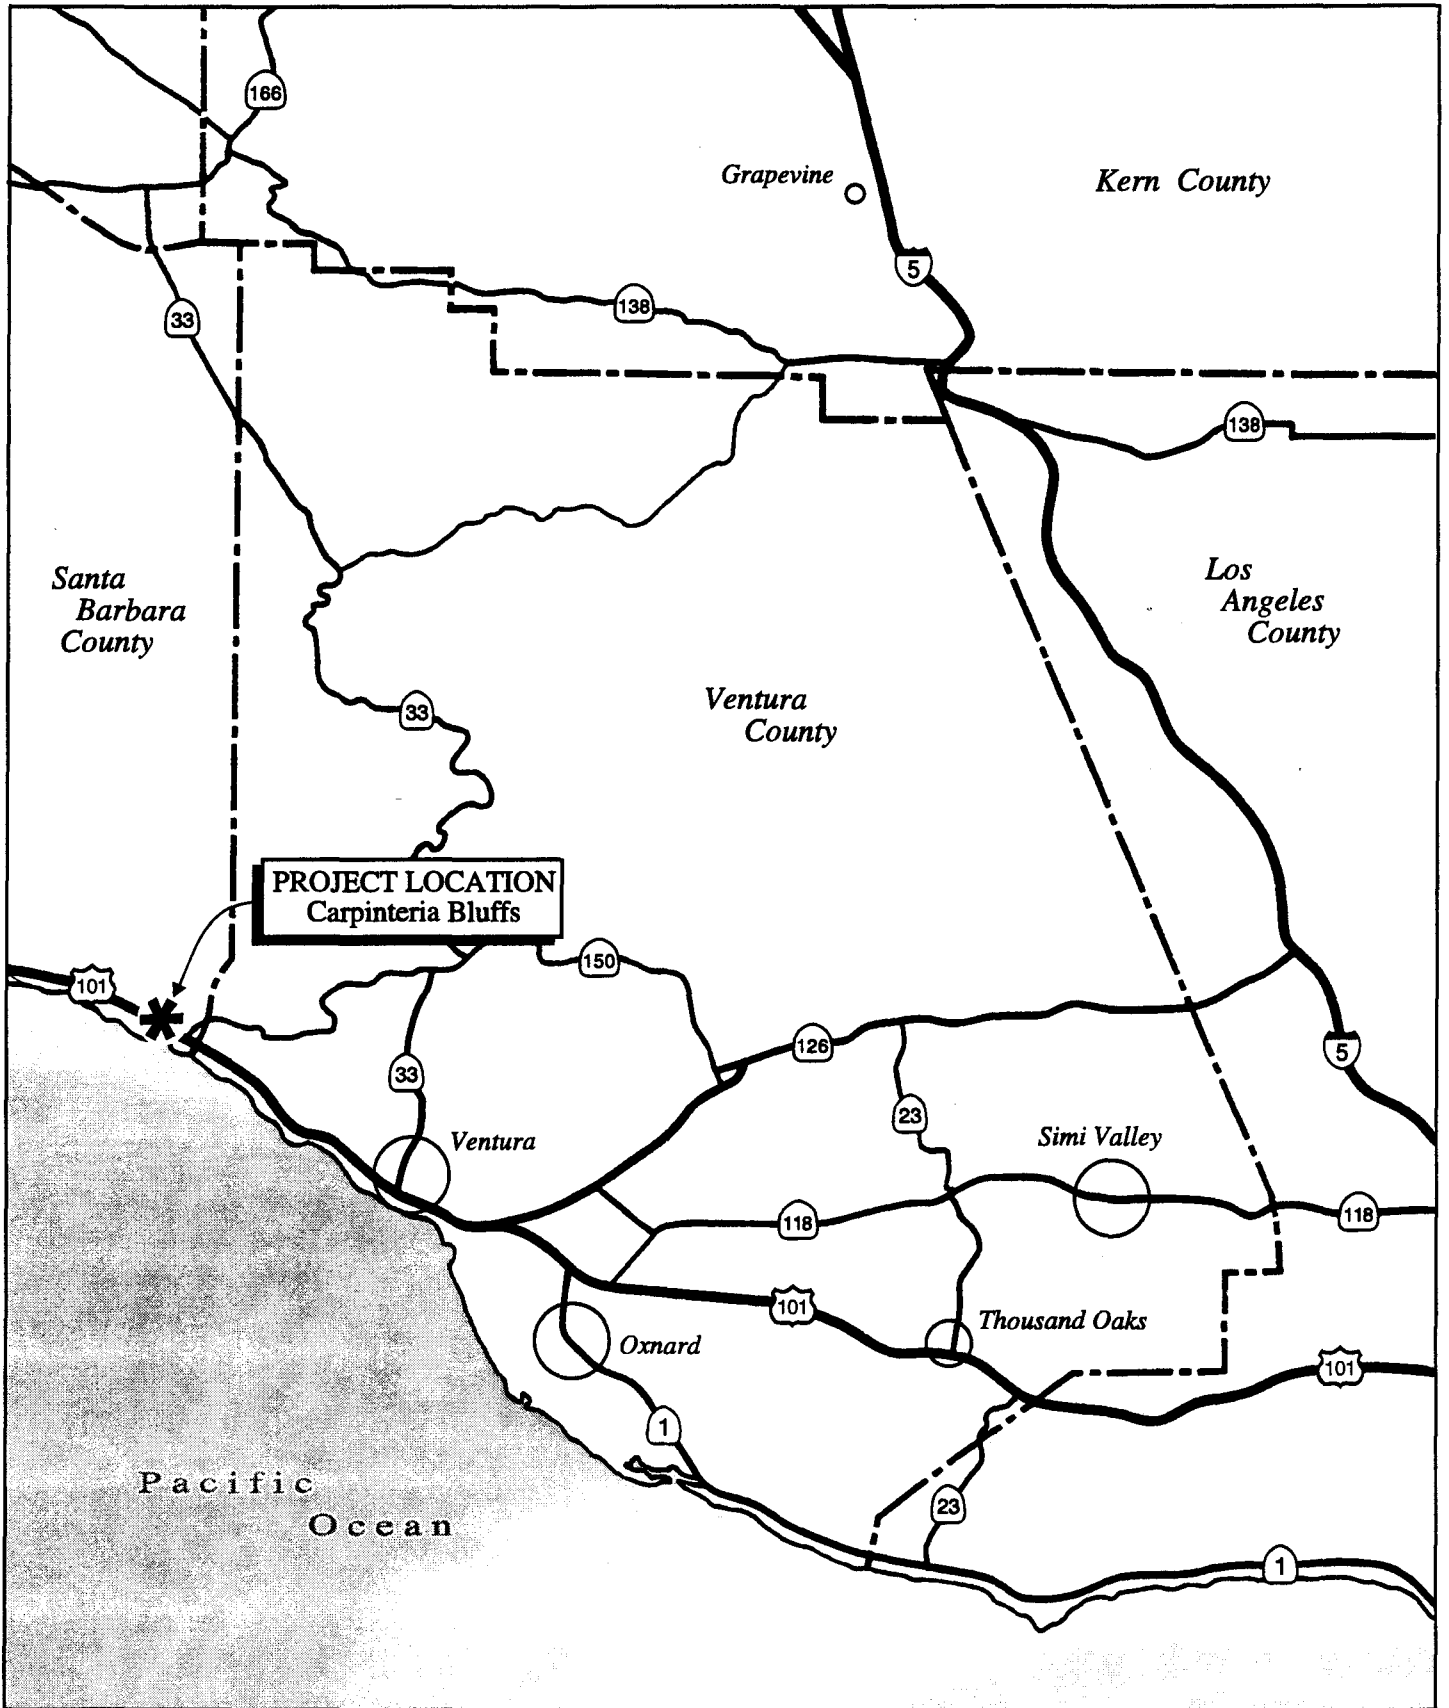 166
Grapevine
Kern County
5
33
138
138
Santa
Barbara
County
Los
Angeles
County
33
Ventura
County
PROJECT LOCATION
Carpinteria Bluffs
150
101
126
33
5
23
Ventura
Simi Valley
118
118
101
Thousand Oaks
Oxnard
101
1
Pacific
Ocean
23
1